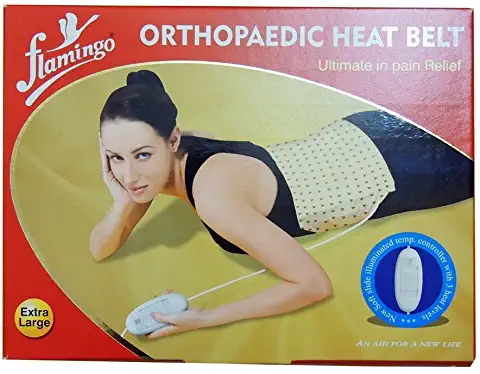 flamingo®
ORTHOPAEDIC HEAT BELT
Ultimate in pain Relief
New Soft slide illuminated temp. controller with 3 heat levels
Extra
Large
AN AID FOR A NEW LIFE